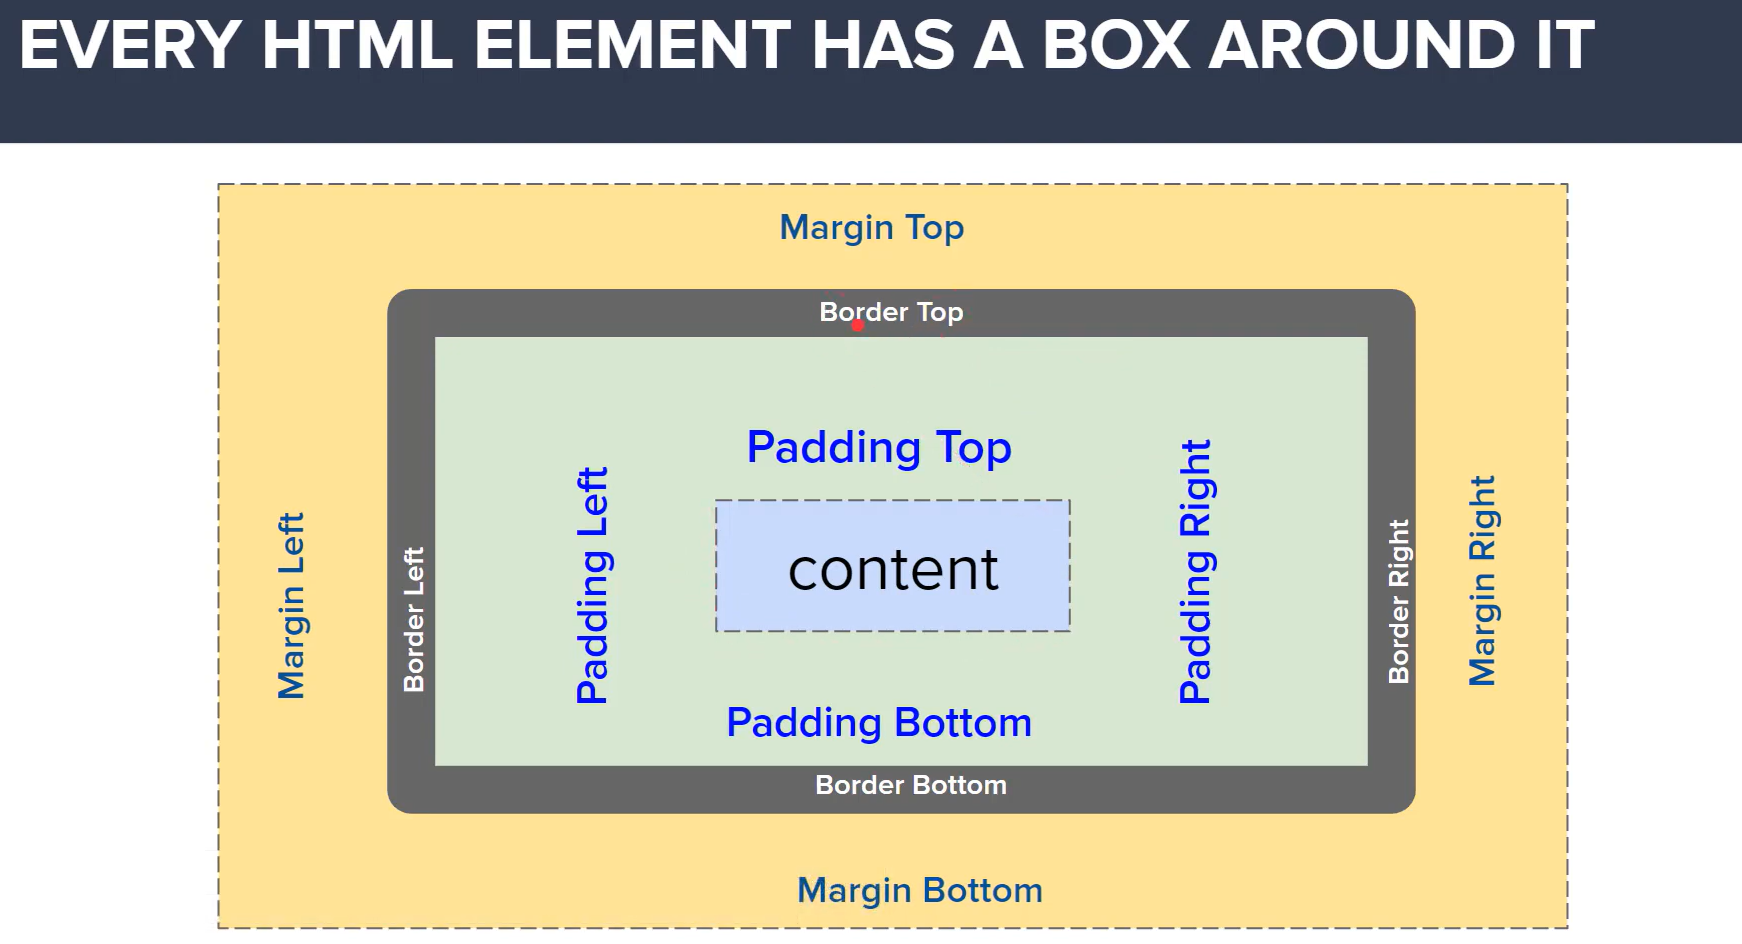 EVERY HTML ELEMENT HAS A BOX AROUND IT
Margin Top
Border Top
Padding Top
Margin Left
Border Left
Padding Left
content
Padding Right
Border Right
Margin Right
Padding Bottom
Border Bottom
Margin Bottom